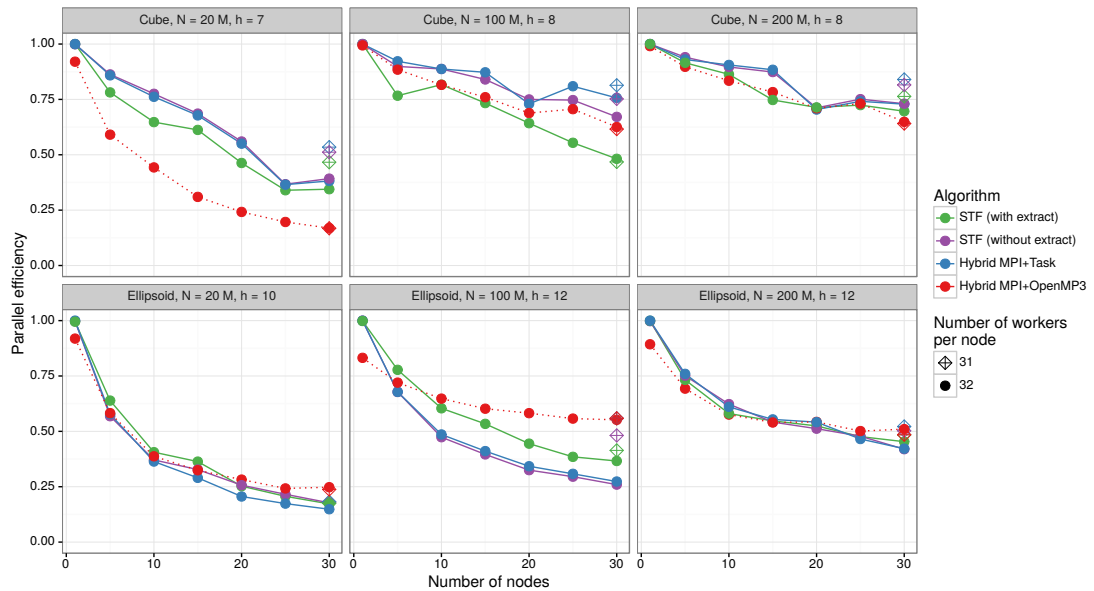 Cube, N = 20 M, h = 7
Cube, N = 100 M, h = 8
Cube, N = 200 M, h = 8
1.00
0.75
0.50
0.25
0.00
Ellipsoid, N = 20 M, h = 10
Ellipsoid, N = 100 M, h = 12
Ellipsoid, N = 200 M, h = 12
1.00
0.75
0.50
0.25
0.00
0 10 20 30
0 10 20 30
0 10 20 30
Number of nodes
Parallel efficiency
Algorithm
STF (with extract)
STF (without extract)
Hybrid MPI+Task
Hybrid MPI+OpenMP3
Number of workers
per node
31
32